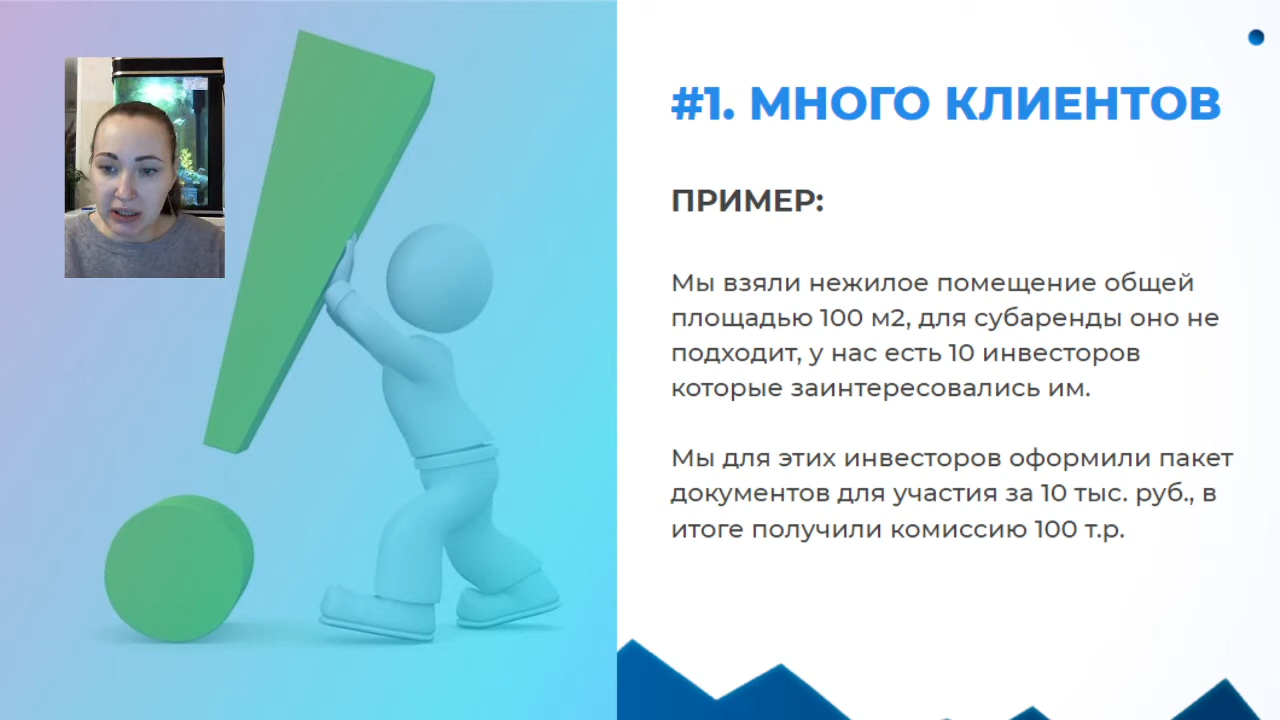 #1. МНОГО КЛИЕНТОВ
ПРИМЕР:
Мы взяли нежилое помещение общей
площадью 100 м2, для субаренды оно не
подходит, у нас есть 10 инвесторов
которые заинтересовались им.
Мы для этих инвесторов оформили пакет
документов для участия за 10 тыс. руб., в
итоге получили комиссию 100 т.р.